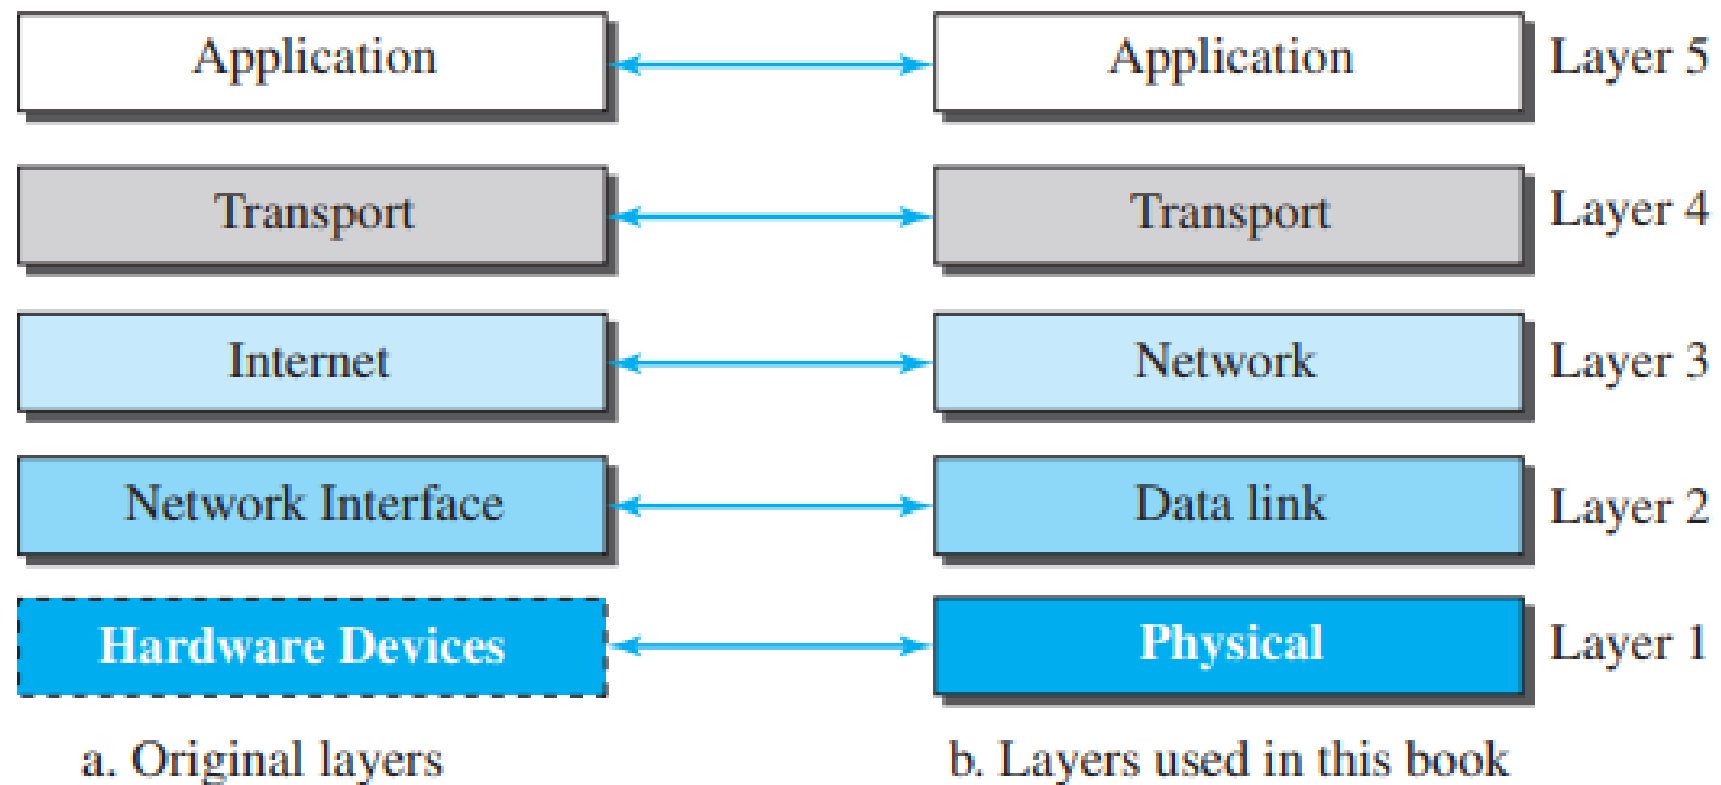 Application Application Layer 5
Transport Transport Layer 4
Internet Network Layer 3
Network Interface Data link Layer 2
Hardware Devices Physical Layer 1
a. Original layers b. Layers used in this book